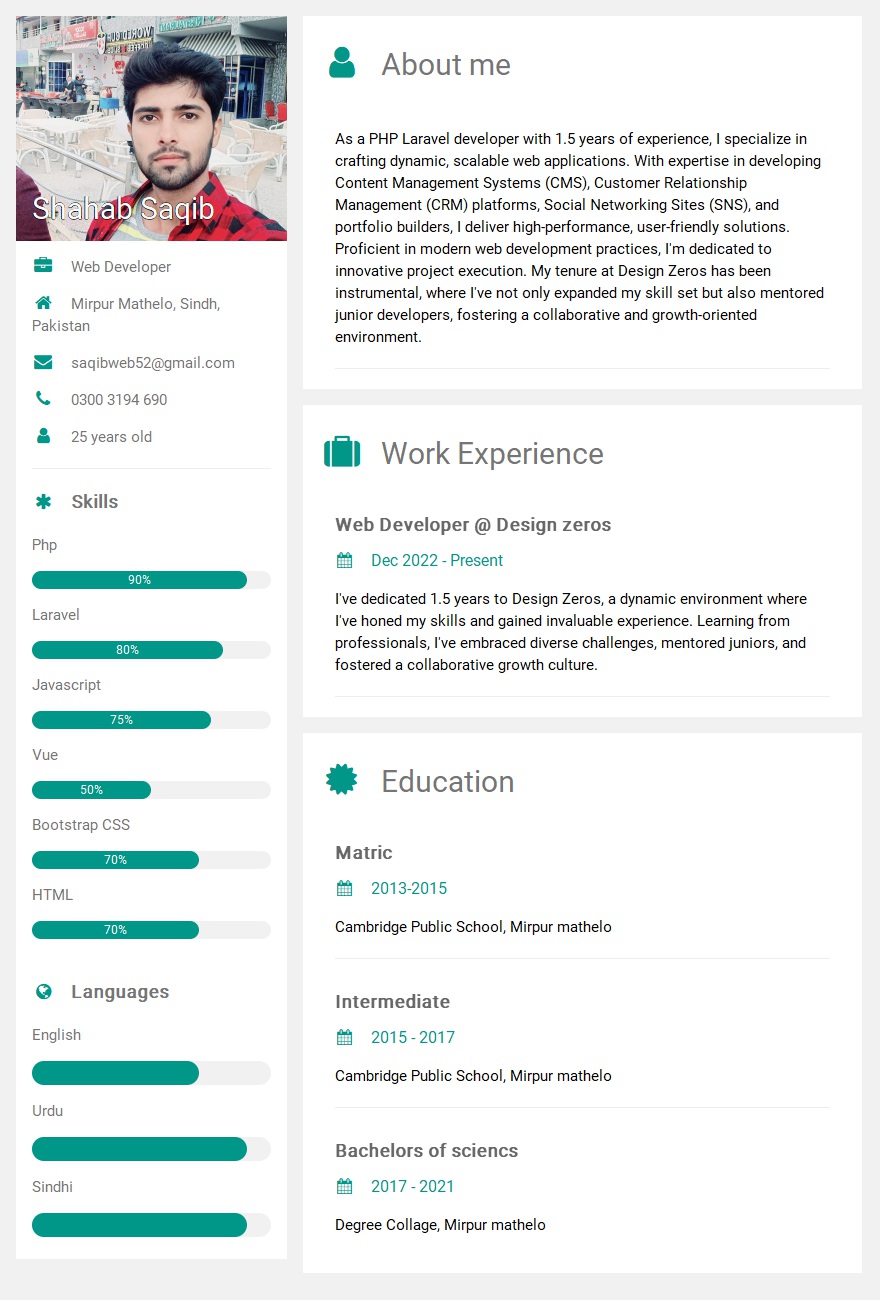 Shahab Saqib
Web Developer
Mirpur Mathelo, Sindh,
Pakistan
saqibweb52@gmail.com
0300 3194 690
25 years old
Skills
Php
90%
Laravel
80%
Javascript
75%
Vue
50%
Bootstrap CSS
70%
HTML
70%
Languages
English
Urdu
Sindhi
About me
As a PHP Laravel developer with 1.5 years of experience, I specialize in
crafting dynamic, scalable web applications. With expertise in developing
Content Management Systems (CMS), Customer Relationship
Management (CRM) platforms, Social Networking Sites (SNS), and
portfolio builders, I deliver high-performance, user-friendly solutions.
Proficient in modern web development practices, I'm dedicated to
innovative project execution. My tenure at Design Zeros has been
instrumental, where I've not only expanded my skill set but also mentored
junior developers, fostering a collaborative and growth-oriented
environment.
Work Experience
Web Developer @ Design zeros
Dec 2022 - Present
I've dedicated 1.5 years to Design Zeros, a dynamic environment where
I've honed my skills and gained invaluable experience. Learning from
professionals, I've embraced diverse challenges, mentored juniors, and
fostered a collaborative growth culture.
Education
Matric
2013-2015
Cambridge Public School, Mirpur mathelo
Intermediate
2015 - 2017
Cambridge Public School, Mirpur mathelo
Bachelors of sciencs
2017 - 2021
Degree Collage, Mirpur mathelo